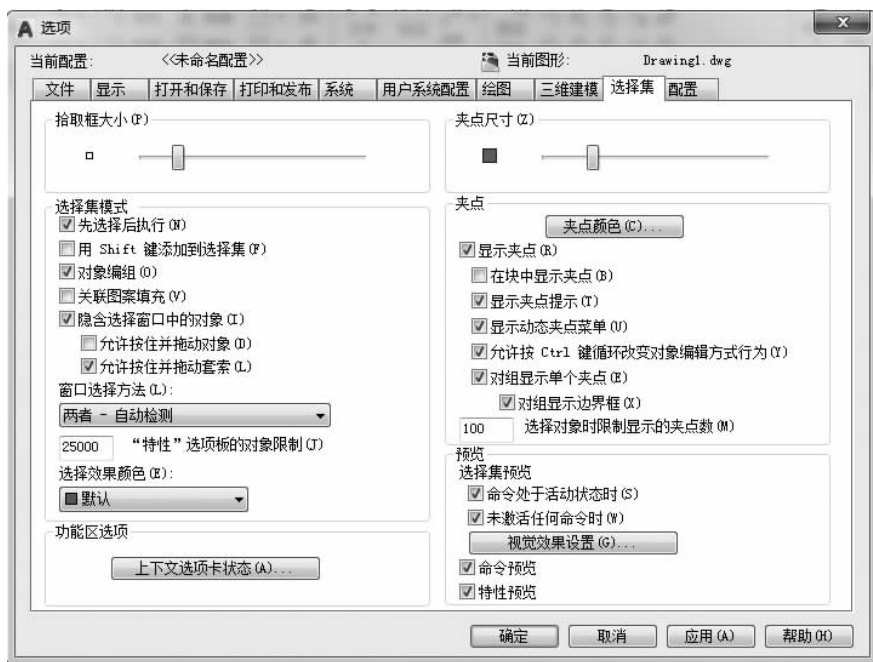 A 选项
当前配置: <<未命名配置>> 当前图形: Drawing1.dwg
文件 显示 打开和保存 打印和发布 系统 用户系统配置 绘图 三维建模 选择集 配置
拾取框大小(P)
选择集模式
先选择后执行(N)
用 Shift 键添加到选择集(F)
对象编组(O)
关联图案填充(V)
隐含选择窗口中的对象(I)
允许按住并拖动对象(D)
允许按住并拖动套索(L)
窗口选择方法(L):
两者 - 自动检测
25000 “特性”选项板的对象限制(J)
选择效果颜色(E):
默认
功能区选项
上下文选项卡状态(A)...
夹点尺寸(Z)
夹点
夹点颜色(C)...
显示夹点(R)
在块中显示夹点(B)
显示夹点提示(T)
显示动态夹点菜单(U)
允许按 Ctrl 键循环改变对象编辑方式行为(Y)
对组显示单个夹点(E)
对组显示边界框(X)
100 选择对象时限制显示的夹点数(M)
预览
选择集预览
命令处于活动状态时(S)
未激活任何命令时(W)
视觉效果设置(G)...
命令预览
特性预览
确定 取消 应用(A) 帮助(H)